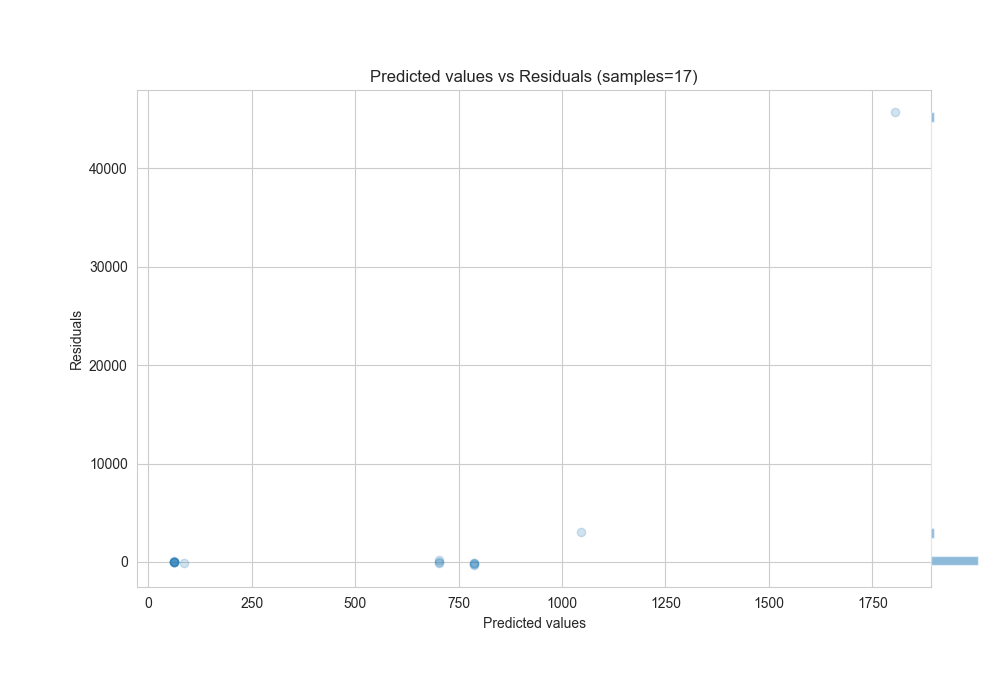 Predicted values vs Residuals (samples=17)
40000
30000
20000
10000
0
Residuals
0 250 500 750 1000 1250 1500 1750
Predicted values